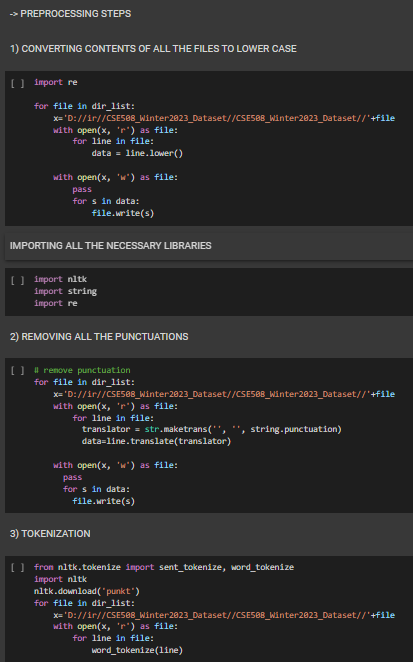 -> PREPROCESSING STEPS
1) CONVERTING CONTENTS OF ALL THE FILES TO LOWER CASE
[ ] import re
for file in dir_list:
x='D://ir//CSE508_Winter2023_Dataset//CSE508_Winter2023_Dataset//'+file
with open(x, 'r') as file:
for line in file:
data = line.lower()
with open(x, 'w') as file:
pass
for s in data:
file.write(s)
IMPORTING ALL THE NECESSARY LIBRARIES
[ ] import nltk
import string
import re
2) REMOVING ALL THE PUNCTUATIONS
[ ] # remove punctuation
for file in dir_list:
x='D://ir//CSE508_Winter2023_Dataset//CSE508_Winter2023_Dataset//'+file
with open(x, 'r') as file:
for line in file:
translator = str.maketrans('', '', string.punctuation)
data=line.translate(translator)
with open(x, 'w') as file:
pass
for s in data:
file.write(s)
3) TOKENIZATION
[ ] from nltk.tokenize import sent_tokenize, word_tokenize
import nltk
nltk.download('punkt')
for file in dir_list:
x='D://ir//CSE508_Winter2023_Dataset//CSE508_Winter2023_Dataset//'+file
with open(x, 'r') as file:
for line in file:
word_tokenize(line)